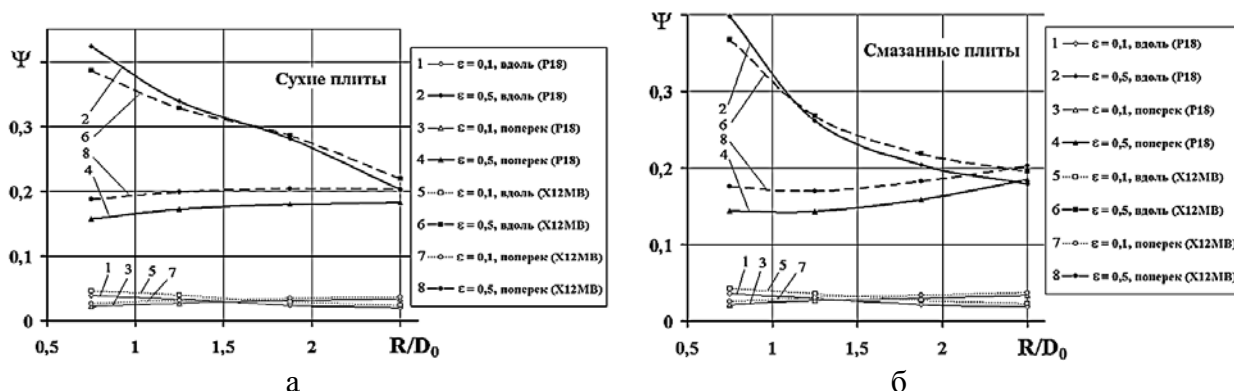 Ψ
0,4
0,3
0,2
0,1
0
0,5
1
1,5
2
R/D₀
Сухие плиты
2
6
8
4
1
3
5
7
1 ε = 0,1, вдоль (Р18)
2 ε = 0,5, вдоль (Р18)
3 ε = 0,1, поперек (Р18)
4 ε = 0,5, поперек (Р18)
5 ε = 0,1, вдоль (Х12МВ)
6 ε = 0,5, вдоль (Х12МВ)
7 ε = 0,1, поперек (Х12МВ)
8 ε = 0,5, поперек (Х12МВ)
а
Ψ
0,4
0,3
0,2
0,1
0
0,5
1
1,5
2
R/D₀
Смазанные плиты
2
6
8
4
1
3
5
7
1 ε = 0,1, вдоль (Р18)
2 ε = 0,5, вдоль (Р18)
3 ε = 0,1, поперек (Р18)
4 ε = 0,5, поперек (Р18)
5 ε = 0,1, вдоль (Х12МВ)
6 ε = 0,5, вдоль (Х12МВ)
7 ε = 0,1, поперек (Х12МВ)
8 ε = 0,5, поперек (Х12МВ)
б